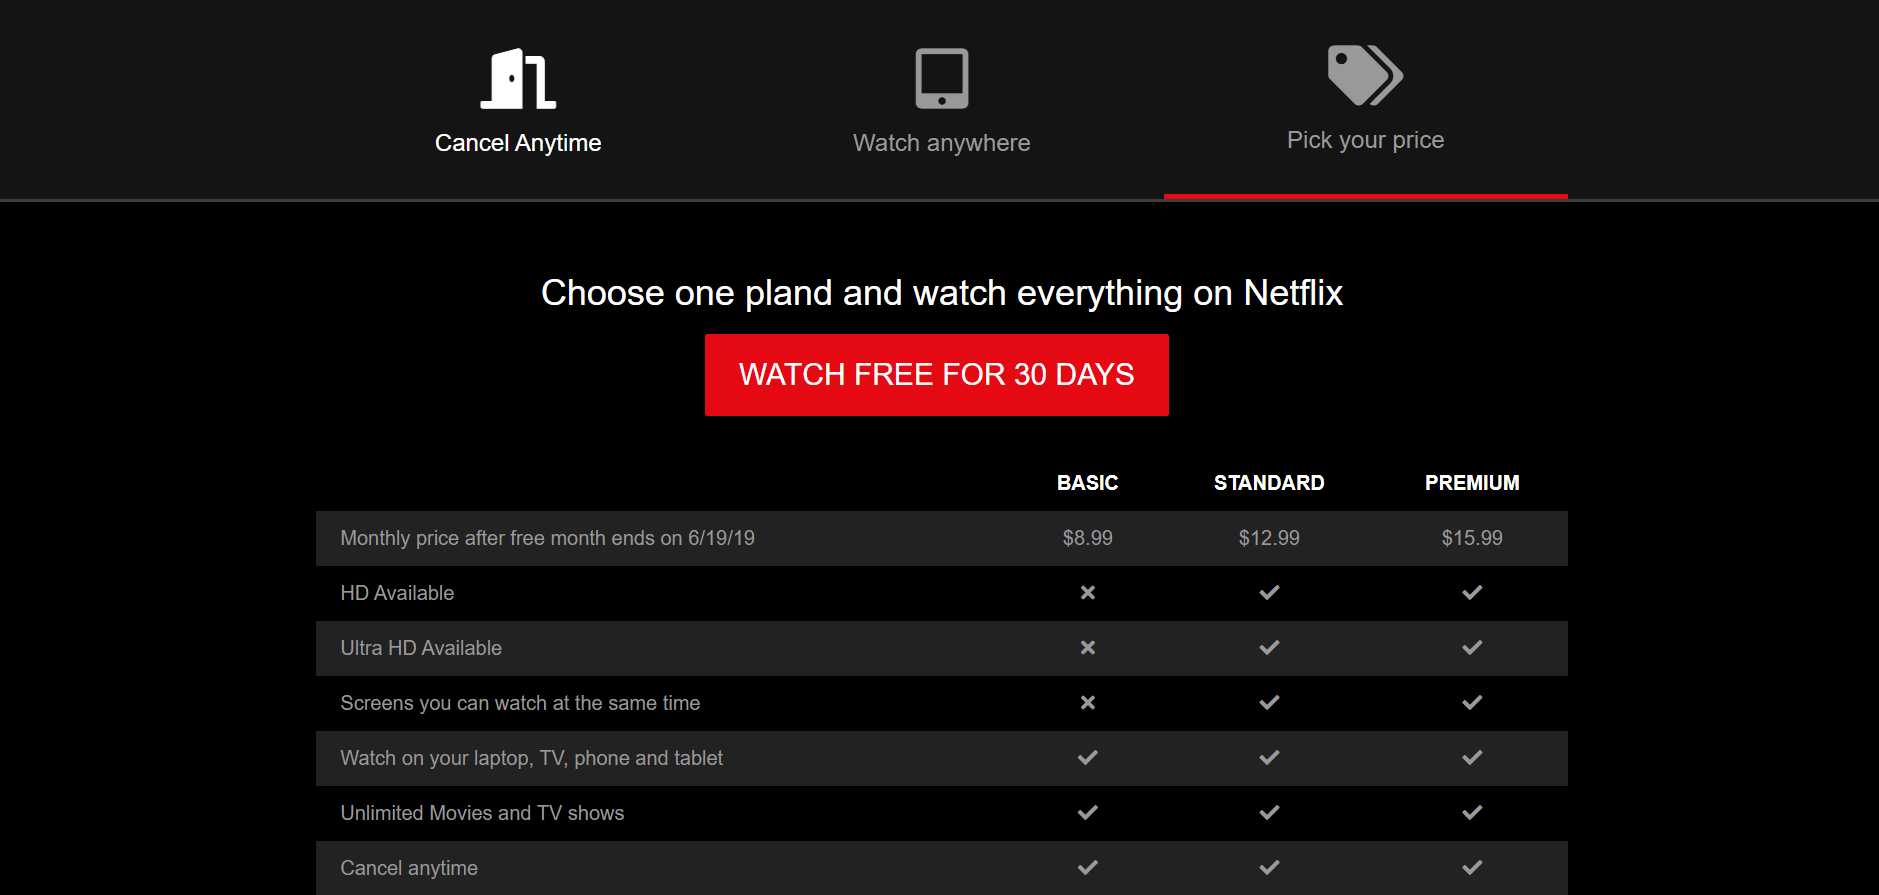 Cancel Anytime
Watch anywhere
Pick your price
Choose one pland and watch everything on Netflix
WATCH FREE FOR 30 DAYS
BASIC STANDARD PREMIUM
Monthly price after free month ends on 6/19/19 $8.99 $12.99 $15.99
HD Available
Ultra HD Available
Screens you can watch at the same time
Watch on your laptop, TV, phone and tablet
Unlimited Movies and TV shows
Cancel anytime